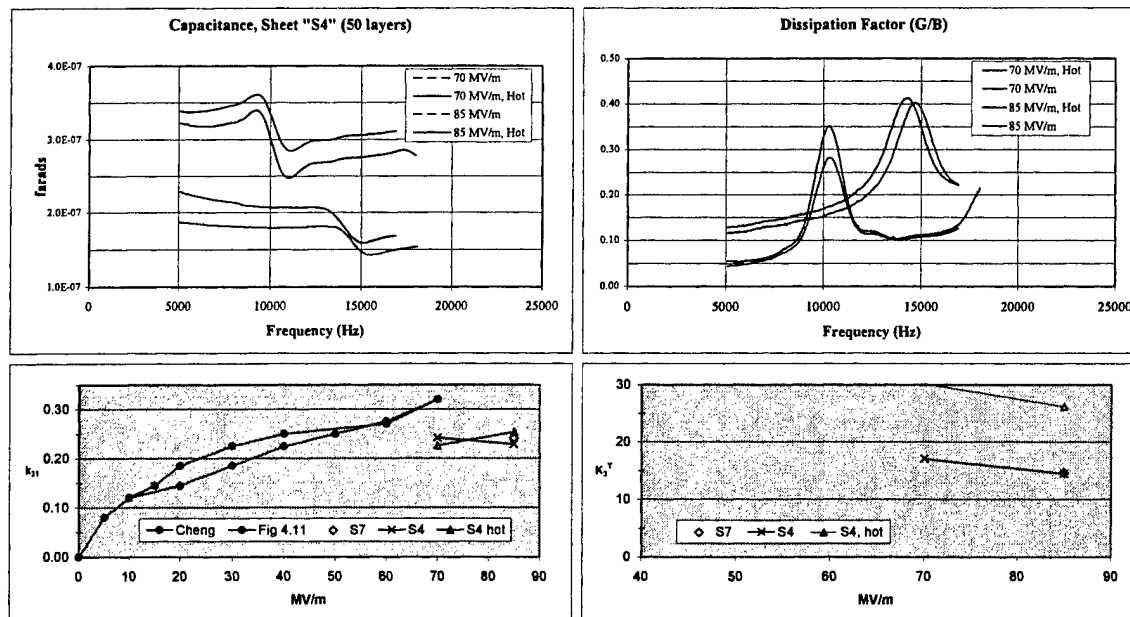 Capacitance, Sheet "S4" (50 layers)
4.0E-07
3.0E-07
2.0E-07
1.0E-07
farads
70 MV/m
70 MV/m, Hot
85 MV/m
85 MV/m, Hot
0
5000
10000
15000
20000
25000
Frequency (Hz)
Dissipation Factor (G/B)
0.50
0.40
0.30
0.20
0.10
0.00
70 MV/m, Hot
70 MV/m
85 MV/m, Hot
85 MV/m
0
5000
10000
15000
20000
25000
Frequency (Hz)
0.30
0.20
0.10
0.00
k31
Cheng
Fig 4.11
S7
S4
S4 hot
0
10
20
30
40
50
60
70
80
90
MV/m
30
20
10
0
K3T
S7
S4
S4, hot
40
50
60
70
80
90
MV/m